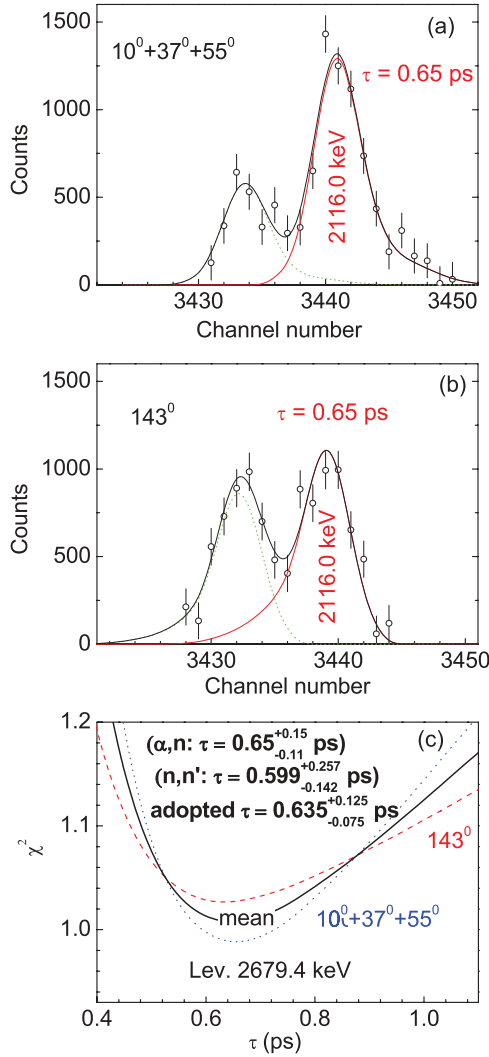 (a)
10⁰+37⁰+55⁰
τ = 0.65 ps
2116.0 keV
Counts
1500
1000
500
0
3430 3440 3450
Channel number
(b)
143⁰
τ = 0.65 ps
2116.0 keV
Counts
1500
1000
500
0
3430 3440 3450
Channel number
(c)
(α,n: τ = 0.65 +0.15 -0.11 ps)
(n,n': τ = 0.599 +0.257 -0.142 ps)
adopted τ = 0.635 +0.125 -0.075 ps
143⁰
mean
10⁰+37⁰+55⁰
Lev. 2679.4 keV
χ²
1.2
1.1
1.0
0.4 0.6 0.8 1.0
τ (ps)